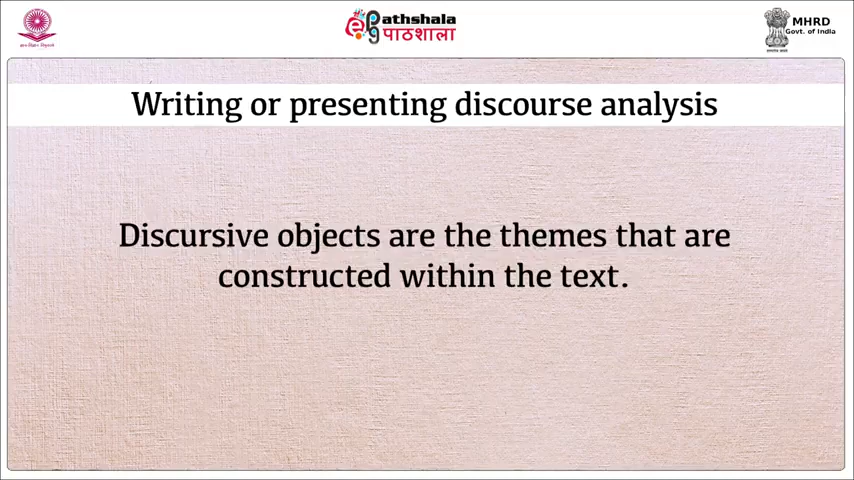 Pathshala
पाठशाला
MHRD
Govt. of India
Writing or presenting discourse analysis
Discursive objects are the themes that are
constructed within the text.